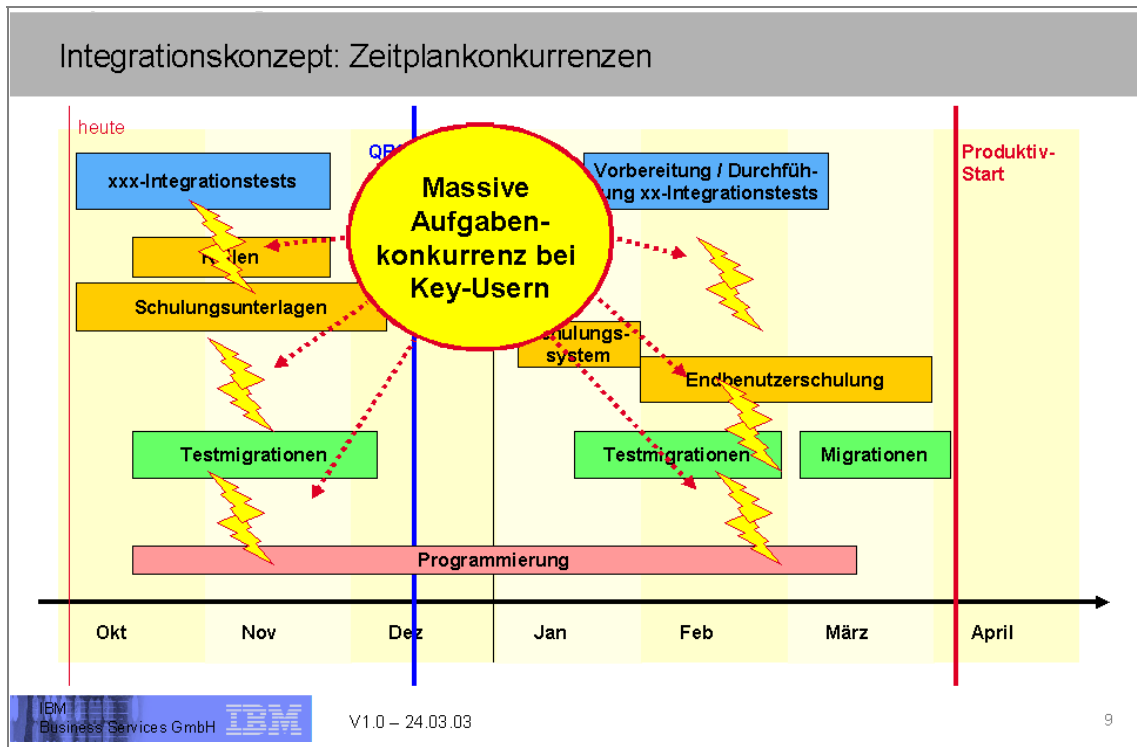 Integrationskonzept: Zeitplankonkurrenzen
heute
xxx-Integrationstests
Massive
Aufgaben-
konkurrenz bei
Key-Usern
Vorbereitung / Durchfüh-
xx-Integrationstests
Produktiv-
Start
Schulungsunterlagen
system
Endbenutzerschulung
Testmigrationen
Testmigrationen
Migrationen
Programmierung
Okt
Nov
Dez
Jan
Feb
März
April
IBM
Business Services GmbH
IBM
V1.0 – 24.03.03
9